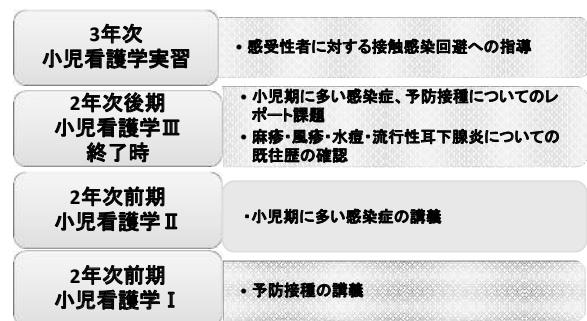 3年次
小児看護学実習
・感受性者に対する接触感染回避への指導
2年次後期
小児看護学Ⅲ
終了時
・小児期に多い感染症、予防接種についてのレ
ポート課題
・麻疹・風疹・水痘・流行性耳下腺炎についての
既往歴の確認
2年次前期
小児看護学Ⅱ
・小児期に多い感染症の講義
2年次前期
小児看護学Ⅰ
・予防接種の講義